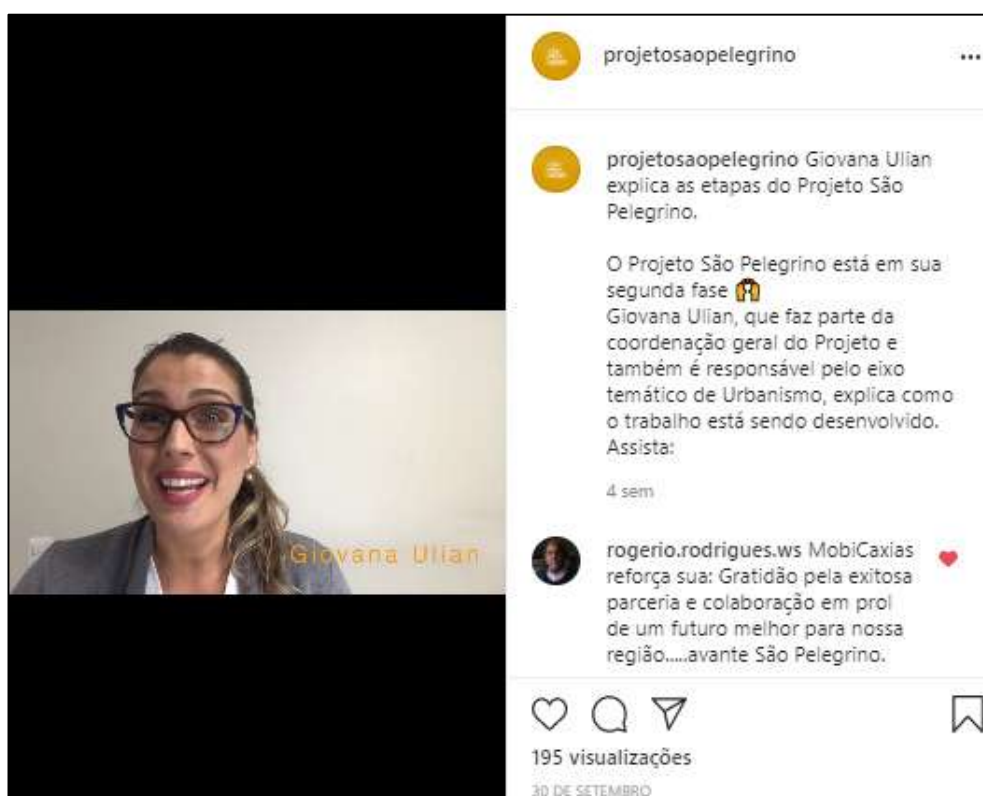 projetosaopelegrino
projetosaopelegrino Giovana Ulian
explica as etapas do Projeto São
Pelegrino.
O Projeto São Pelegrino está em sua
segunda fase 🙌
Giovana Ulian, que faz parte da
coordenação geral do Projeto e
também é responsável pelo eixo
temático de Urbanismo, explica como
o trabalho está sendo desenvolvido.
Assista:
4 sem
Giovana Ulian
rogerio.rodrigues.ws MobiCaxias
reforça sua: Gratidão pela exitosa
parceria e colaboração em prol
de um futuro melhor para nossa
região.....avante São Pelegrino.
195 visualizações
30 DE SETEMBRO